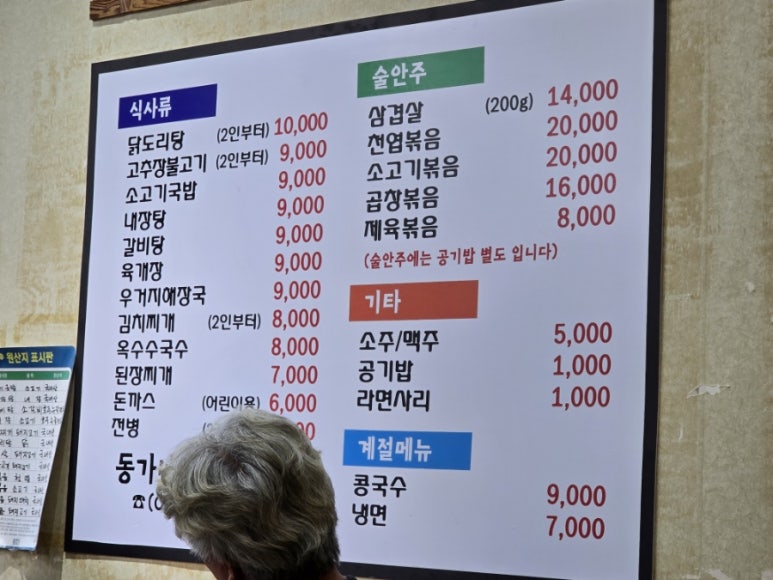 식사류
닭도리탕 (2인부터) 10,000
고추장불고기 (2인부터) 9,000
소고기국밥 9,000
내장탕 9,000
갈비탕 9,000
육개장 9,000
우거지해장국 9,000
김치찌개 (2인부터) 8,000
옥수수국수 8,000
된장찌개 7,000
돈까스 (어린이용) 6,000
전병
술안주
삼겹살 (200g) 14,000
천엽볶음 20,000
소고기볶음 20,000
곱창볶음 16,000
제육볶음 8,000
(술안주에는 공기밥 별도 입니다)
기타
소주/맥주 5,000
공기밥 1,000
라면사리 1,000
계절메뉴
콩국수 9,000
냉면 7,000
원산지 표시판